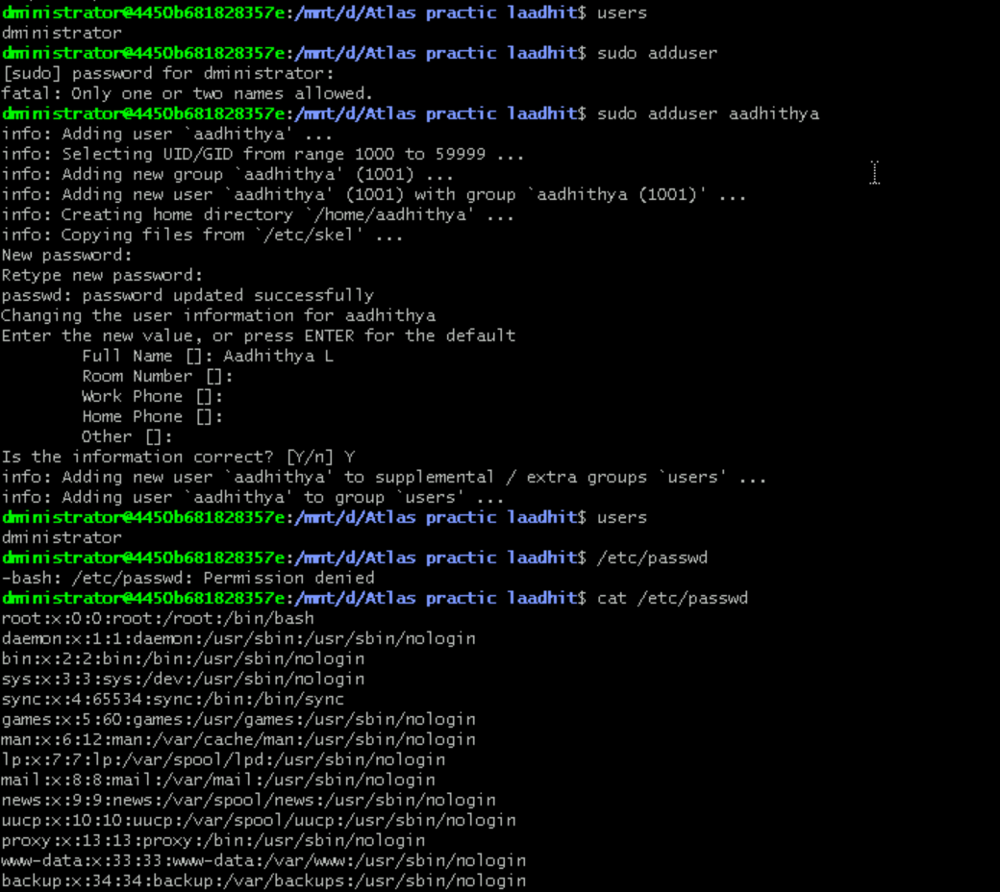 dministrator@4450b681828357e:/mnt/d/Atlas practic laadhit$ users
dministrator
dministrator@4450b681828357e:/mnt/d/Atlas practic laadhit$ sudo adduser
[sudo] password for dministrator:
fatal: Only one or two names allowed.
dministrator@4450b681828357e:/mnt/d/Atlas practic laadhit$ sudo adduser aadhithya
info: Adding user `aadhithya' ...
info: Selecting UID/GID from range 1000 to 59999 ...
info: Adding new group `aadhithya' (1001) ...
info: Adding new user `aadhithya' (1001) with group `aadhithya (1001)' ...
info: Creating home directory `/home/aadhithya' ...
info: Copying files from `/etc/skel' ...
New password:
Retype new password:
passwd: password updated successfully
Changing the user information for aadhithya
Enter the new value, or press ENTER for the default
        Full Name []: Aadhithya L
        Room Number []:
        Work Phone []:
        Home Phone []:
        Other []:
Is the information correct? [Y/n] Y
info: Adding new user `aadhithya' to supplemental / extra groups `users' ...
info: Adding user `aadhithya' to group `users' ...
dministrator@4450b681828357e:/mnt/d/Atlas practic laadhit$ users
dministrator
dministrator@4450b681828357e:/mnt/d/Atlas practic laadhit$ /etc/passwd
-bash: /etc/passwd: Permission denied
dministrator@4450b681828357e:/mnt/d/Atlas practic laadhit$ cat /etc/passwd
root:x:0:0:root:/root:/bin/bash
daemon:x:1:1:daemon:/usr/sbin:/usr/sbin/nologin
bin:x:2:2:bin:/bin:/usr/sbin/nologin
sys:x:3:3:sys:/dev:/usr/sbin/nologin
sync:x:4:65534:sync:/bin:/bin/sync
games:x:5:60:games:/usr/games:/usr/sbin/nologin
man:x:6:12:man:/var/cache/man:/usr/sbin/nologin
lp:x:7:7:lp:/var/spool/lpd:/usr/sbin/nologin
mail:x:8:8:mail:/var/mail:/usr/sbin/nologin
news:x:9:9:news:/var/spool/news:/usr/sbin/nologin
uucp:x:10:10:uucp:/var/spool/uucp:/usr/sbin/nologin
proxy:x:13:13:proxy:/bin:/usr/sbin/nologin
www-data:x:33:33:www-data:/var/www:/usr/sbin/nologin
backup:x:34:34:backup:/var/backups:/usr/sbin/nologin